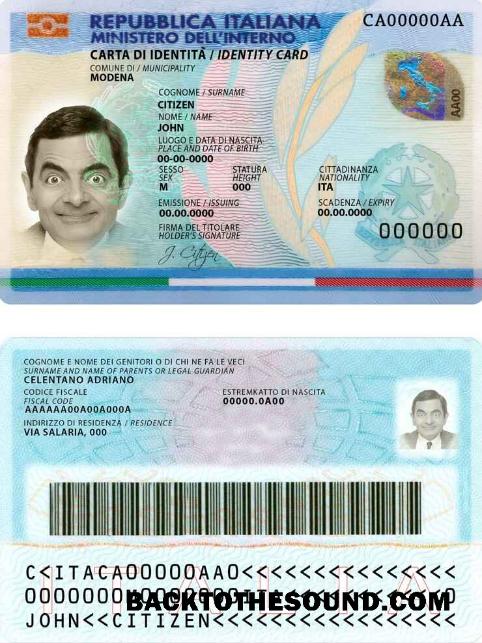 REPUBBLICA ITALIANA
CA00000AA
MINISTERO DELL'INTERNO
CARTA DI IDENTITÀ / IDENTITY CARD
COMUNE DI / MUNICIPALITY
MODENA
COGNOME / SURNAME
CITIZEN
NOME / NAME
JOHN
LUOGO E DATA DI NASCITA
PLACE AND DATE OF BIRTH
00-00-0000
SESSO STATURA CITTADINANZA
SEX HEIGHT NATIONALITY
M 000 ITA
EMISSIONE / ISSUING SCADENZA / EXPIRY
00.00.0000 00.00.0000
FIRMA DEL TITOLARE
HOLDER'S SIGNATURE
J. Citizen
000000
AA00
COGNOME E NOME DEI GENITORI O DI CHI NE FA LE VECI
SURNAME AND NAME OF PARENTS OR LEGAL GUARDIAN
CELENTANO ADRIANO
CODICE FISCALE ESTREMKATTO DI NASCITA
FISCAL CODE 00000.0A00
AAAAAA00A00A000A
INDIRIZZO DI RESIDENZA / RESIDENCE
VIA SALARIA, 000
C<ITACA00000AA0<<<<<<<<<<<<<<<
BACKTOTHESOUND.COM
JOHN<<CITIZEN<<<<<<<<<<<<<<<<<